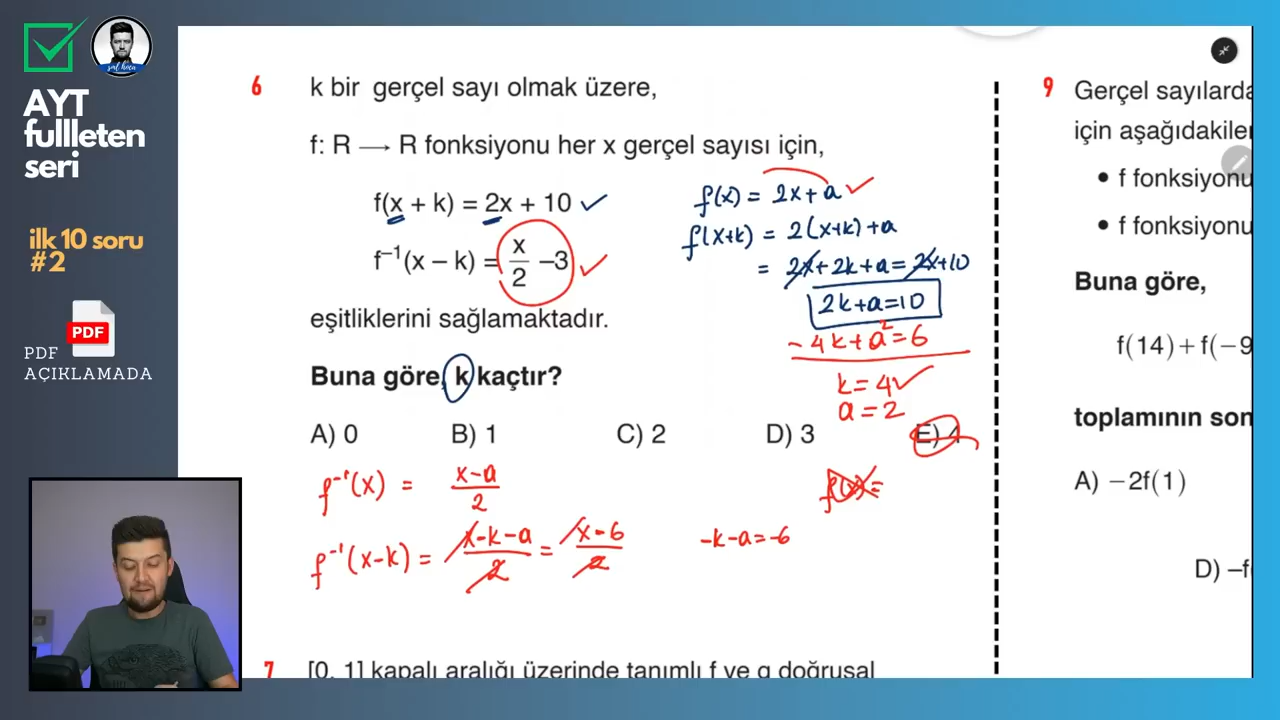 sml hoca
AYT
fullleten
seri
ilk 10 soru
#2
PDF
PDF
AÇIKLAMADA
6
k bir gerçel sayı olmak üzere,
f: R → R fonksiyonu her x gerçel sayısı için,
f(x + k) = 2x + 10
f⁻¹(x − k) = x/2 −3
eşitliklerini sağlamaktadır.
Buna göre, k kaçtır?
A) 0 B) 1 C) 2 D) 3 E) 4
f(x) = 2x + a
f(x+k) = 2(x+k)+a
= 2x+2k+a = 2x+10
2k+a=10
- 4k+a²=6
k = 4
a = 2
f⁻¹(x) = x-a/2
f⁻¹(x-k) = x-k-a/2 = x-6/2
f(x)=
-k-a=-6
7
[0, 1] kapalı aralığı üzerinde tanımlı f ve g doğrusal
9
Gerçel sayılarda
için aşağıdakiler
• f fonksiyonu
• f fonksiyonu
Buna göre,
f(14)+f(−9
toplamının son
A) −2f(1)
D) −f(